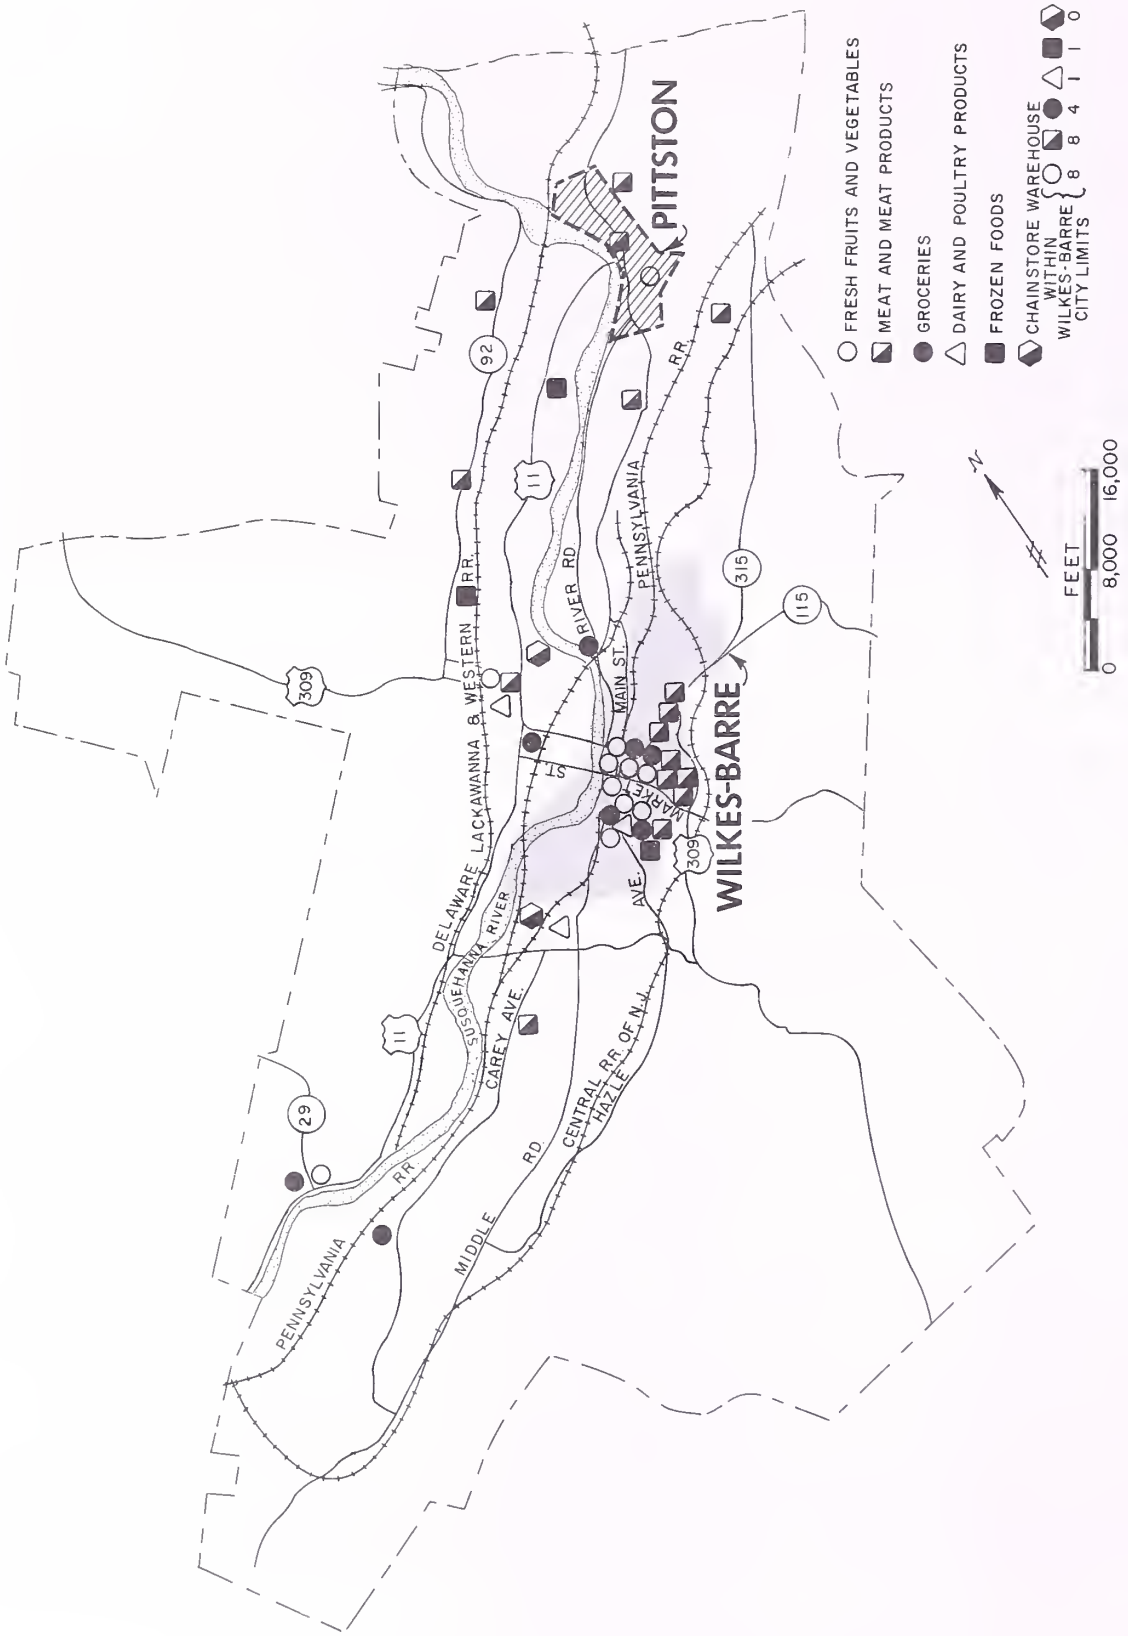 DELAWARE LACKAWANNA & WESTERN RR.
SUSQUEHANNA RIVER
PENNSYLVANIA RR.
CAREY AVE.
MIDDLE RD.
CENTRAL RR. OF N.J.
HAZLE AVE.
MARKET ST.
MAIN ST.
RIVER RD
PENNSYLVANIA RR.
29
11
309
92
11
309
115
315
WILKES-BARRE
PITTSTON
FRESH FRUITS AND VEGETABLES
MEAT AND MEAT PRODUCTS
GROCERIES
DAIRY AND POULTRY PRODUCTS
FROZEN FOODS
CHAINSTORE WAREHOUSE
WITHIN
WILKES-BARRE
CITY LIMITS
8 8 4 1 1 0
N
FEET
0 8,000 16,000